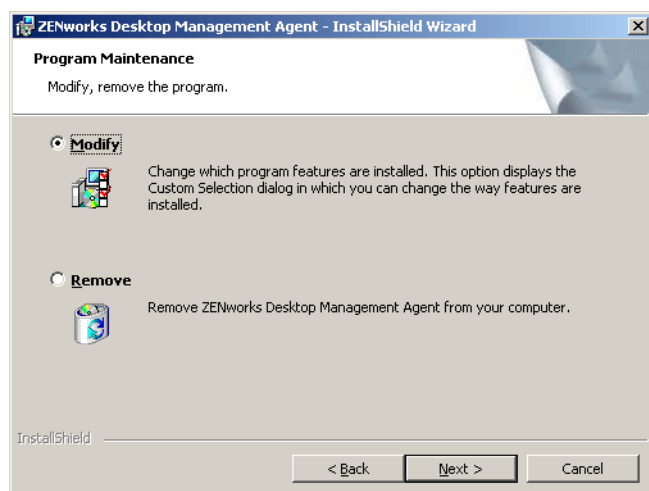 ZENworks Desktop Management Agent - InstallShield Wizard
Program Maintenance
Modify, remove the program.
Modify
Change which program features are installed. This option displays the
Custom Selection dialog in which you can change the way features are
installed.
Remove
Remove ZENworks Desktop Management Agent from your computer.
InstallShield
< Back
Next >
Cancel